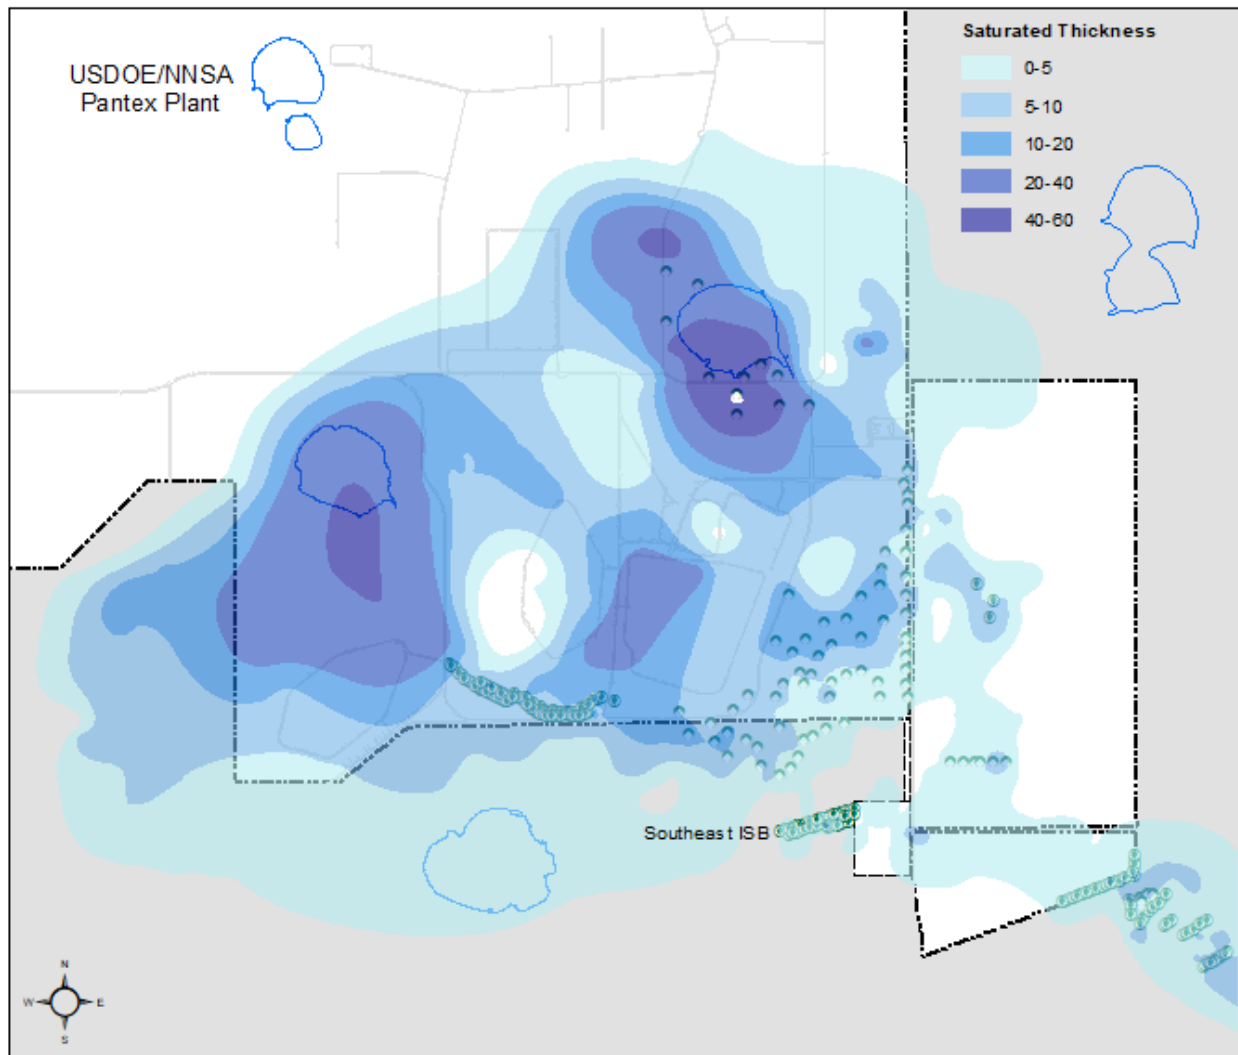 USDOE/NNSA
Pantex Plant
Saturated Thickness
0-5
5-10
10-20
20-40
40-60
Southeast ISB
N
W
E
S